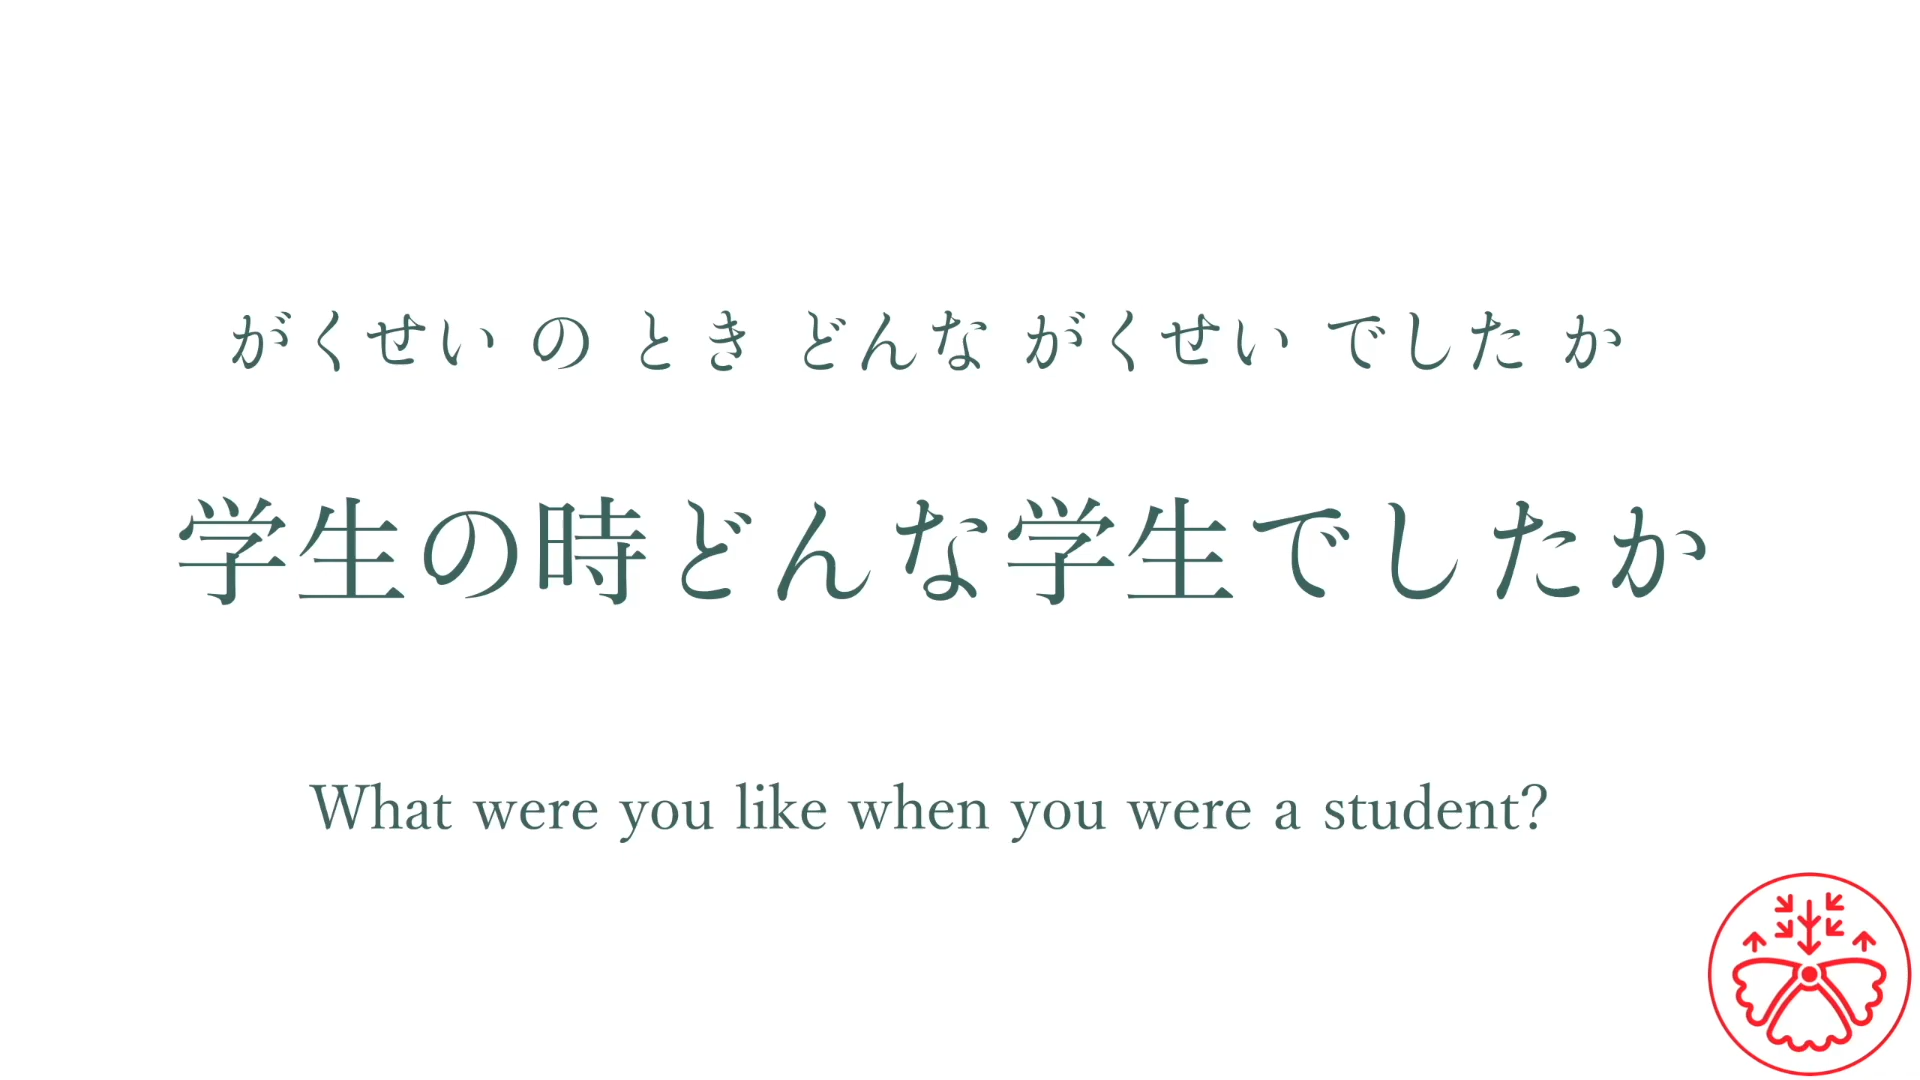 がくせい の とき どんな がくせい でした か
学生の時どんな学生でしたか
What were you like when you were a student?